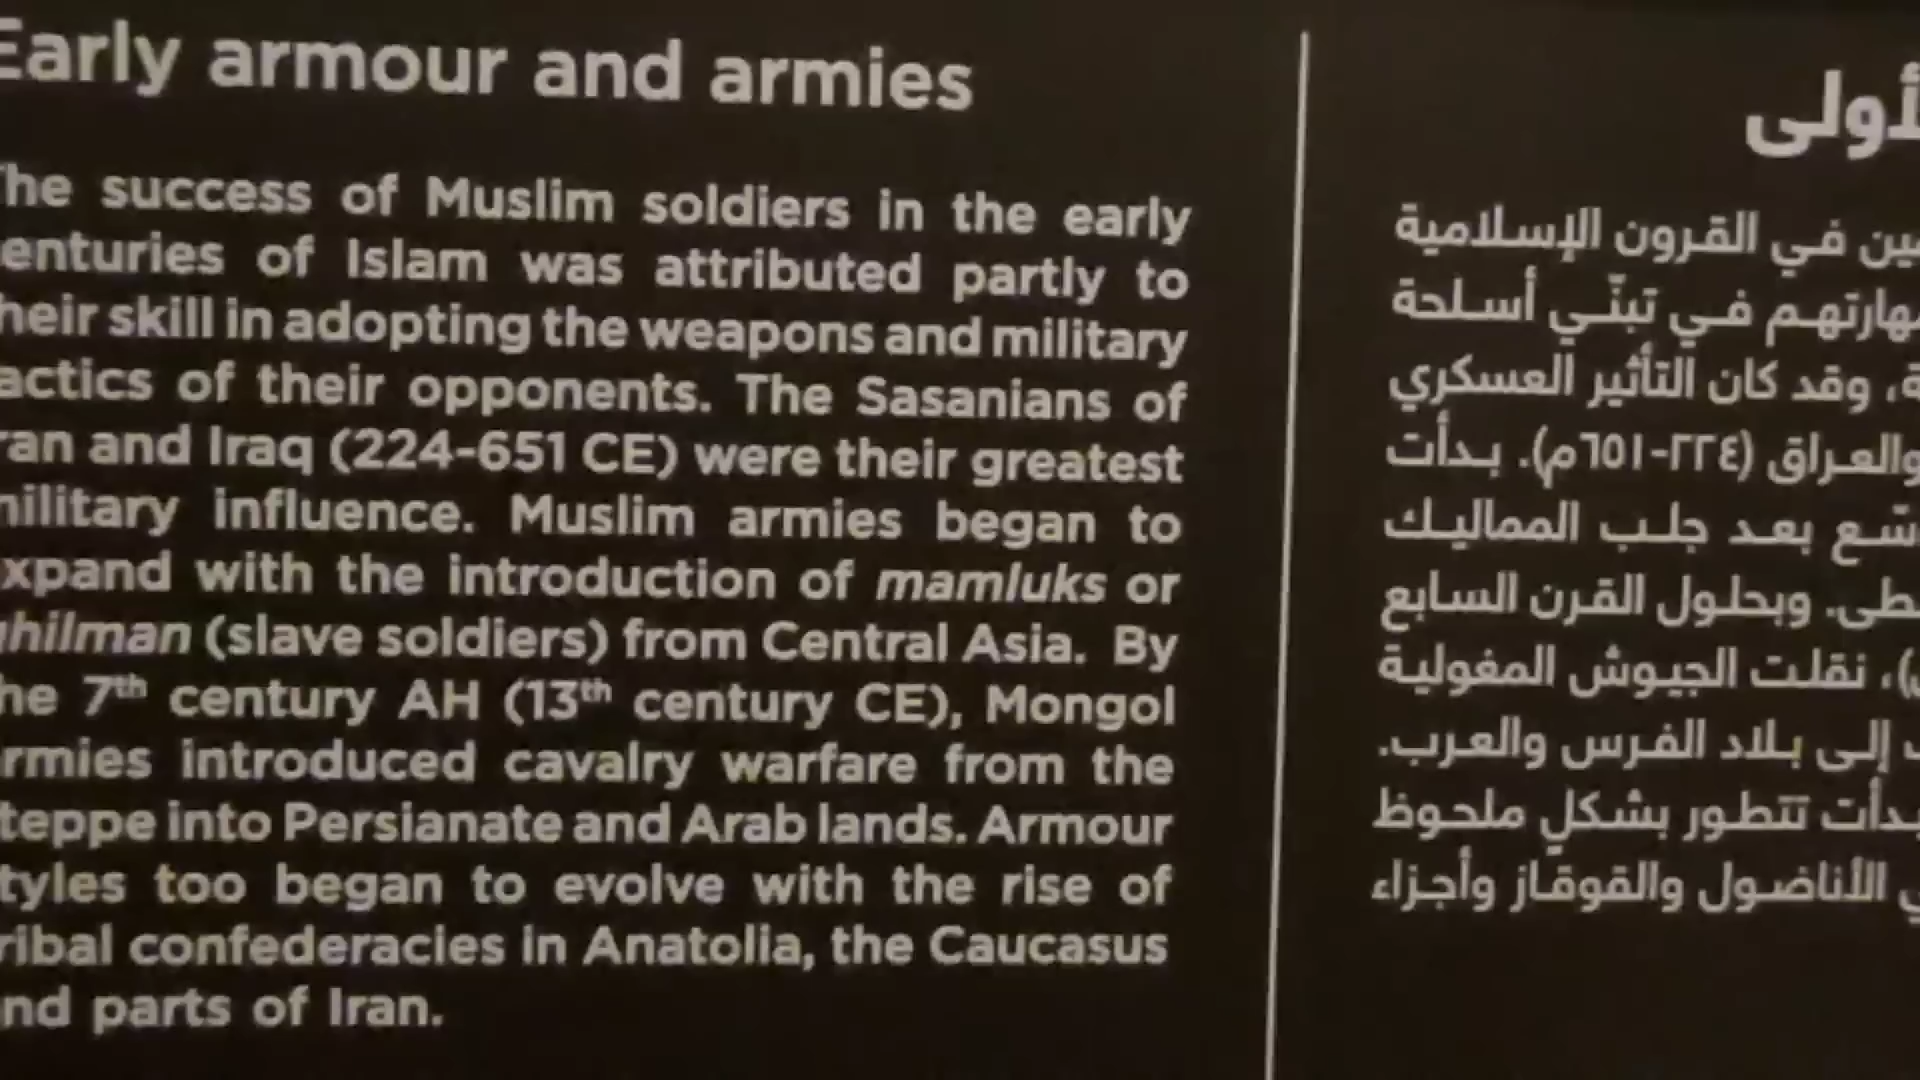 Early armour and armies
The success of Muslim soldiers in the early
enturies of Islam was attributed partly to
heir skill in adopting the weapons and military
actics of their opponents. The Sasanians of
ran and Iraq (224-651 CE) were their greatest
military influence. Muslim armies began to
xpand with the introduction of mamluks or
ghilman (slave soldiers) from Central Asia. By
he 7th century AH (13th century CE), Mongol
rmies introduced cavalry warfare from the
teppe into Persianate and Arab lands. Armour
tyles too began to evolve with the rise of
ribal confederacies in Anatolia, the Caucasus
nd parts of Iran.
لأولى
ين في القرون الإسلامية
هارتهم في تبنّي أسلحة
ة، وقد كان التأثير العسكري
والعراق (٢٢٤-٦٥١م). بدأت
سّع بعد جلب المماليك
طى. وبحلول القرن السابع
)، نقلت الجيوش المغولية
إلى بلاد الفرس والعرب.
بدأت تتطور بشكل ملحوظ
ي الأناضول والقوقاز وأجزاء